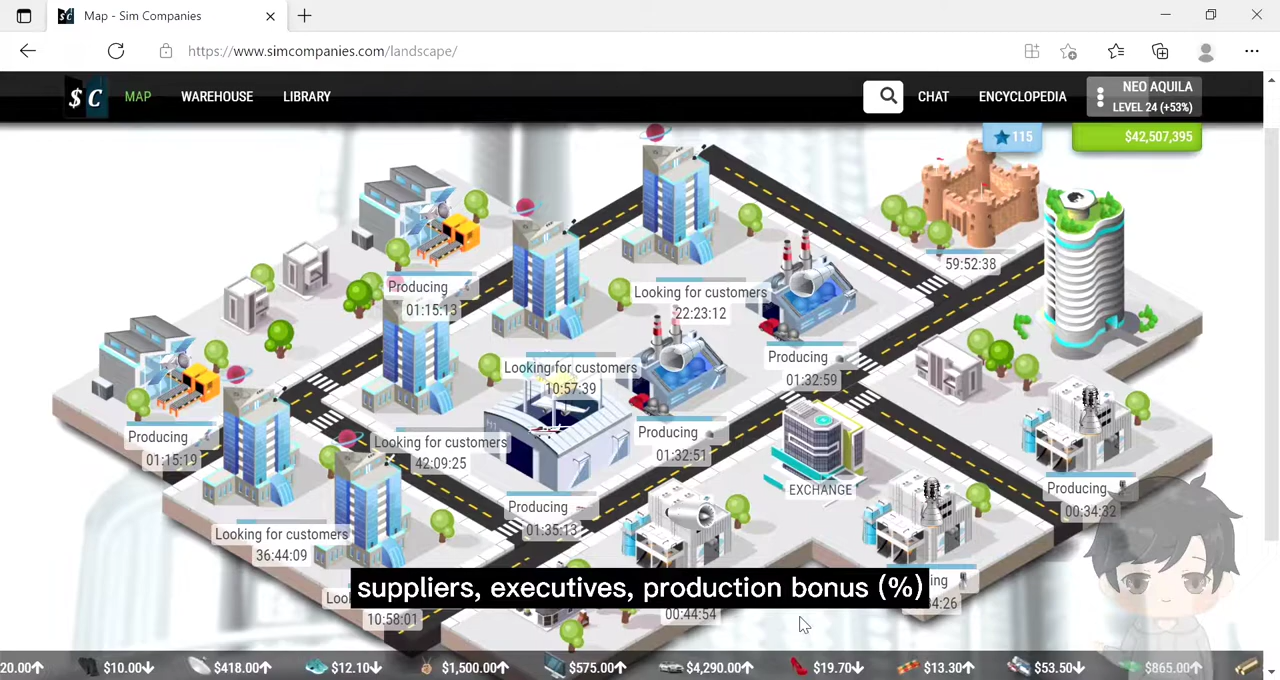 Map - Sim Companies
https://www.simcompanies.com/landscape/
$C
MAP
WAREHOUSE
LIBRARY
CHAT
ENCYCLOPEDIA
NEO AQUILA
LEVEL 24 (+53%)
115
$42,507,395
59:52:38
Producing
01:15:13
Looking for customers
22:23:12
Producing
01:32:59
Looking for customers
10:57:39
Producing
01:15:19
Looking for customers
42:09:25
Producing
01:32:51
EXCHANGE
Producing
00:34:32
Producing
01:35:13
Looking for customers
36:44:09
10:58:01
00:44:54
suppliers, executives, production bonus (%)
20.00
$10.00
$418.00
$12.10
$1,500.00
$575.00
$4,290.00
$19.70
$13.30
$53.50
$865.00